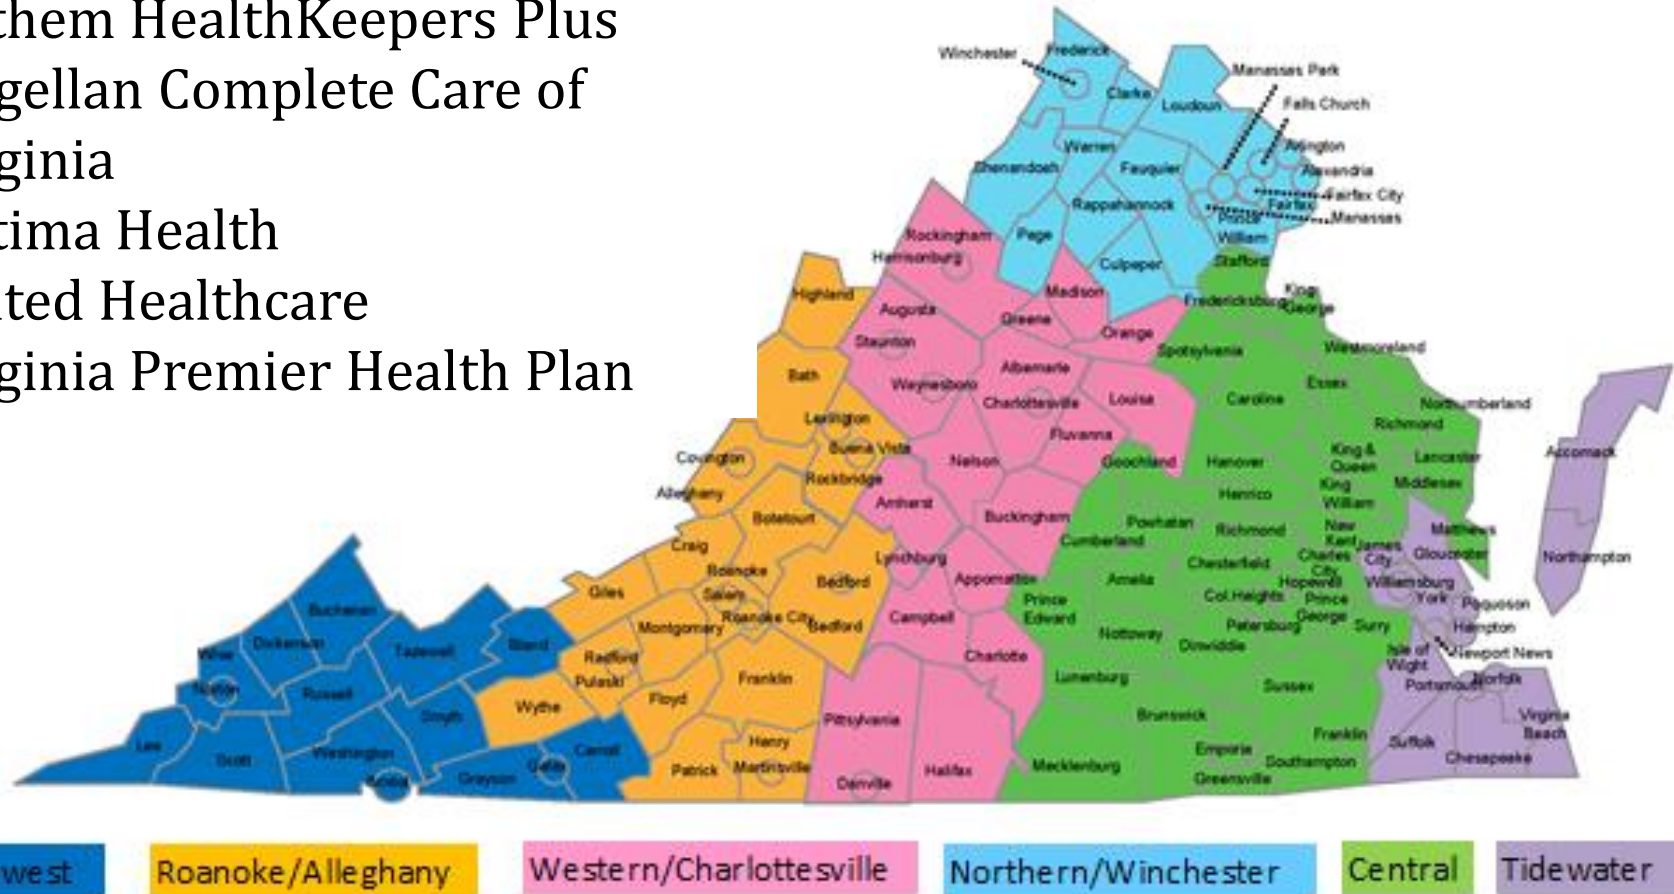 them HealthKeepers Plus
gellan Complete Care of
ginia
tima Health
ited Healthcare
ginia Premier Health Plan
Winchester
Frederick
Manassas Park
Clarke
Loudoun
Falls Church
Warren
Arlington
Shenandoah
Fauquier
Alexandria
Fairfax City
Rappahannock
Fairfax
Manassas
Prince
William
Rockingham
Page
Harrisonburg
Culpeper
Stafford
Highland
Madison
King
George
Fredericksburg
Augusta
Greene
Orange
Staunton
Spotsylvania
Westmoreland
Bath
Albemarle
Waynesboro
Essex
Charlottesville
Louisa
Caroline
Northumberland
Lexington
Richmond
Buena Vista
Fluvanna
Accomack
Covington
Nelson
Goochland
Hanover
King &
Queen
Lancaster
Rockbridge
Alleghany
Henrico
King
William
Middlesex
Amherst
Botetourt
Buckingham
Powhatan
Richmond
New
Kent
Matthews
Cumberland
Craig
James
City
Gloucester
Lynchburg
Charles
City
Northampton
Roanoke
Chesterfield
Bedford
Appomattox
Amelia
Hopewell
Williamsburg
Giles
Salem
Col.Heights
Prince
George
York
Poquoson
Prince
Edward
Buchanan
Roanoke City
Bedford
Campbell
Petersburg
Surry
Hampton
Montgomery
Nottoway
Dinwiddie
Dickenson
Bland
Tazewell
Wise
Radford
Charlotte
Isle of
Wight
Newport News
Pulaski
Franklin
Lunenburg
Sussex
Portsmouth
Norfolk
Norton
Russell
Floyd
Wythe
Smyth
Pittsylvania
Brunswick
Virginia
Beach
Lee
Henry
Franklin
Suffolk
Carroll
Washington
Emporia
Scott
Galax
Patrick
Martinsville
Halifax
Mecklenburg
Southampton
Chesapeake
Bristol
Grayson
Danville
Greensville
west
Roanoke/Alleghany
Western/Charlottesville
Northern/Winchester
Central
Tidewater